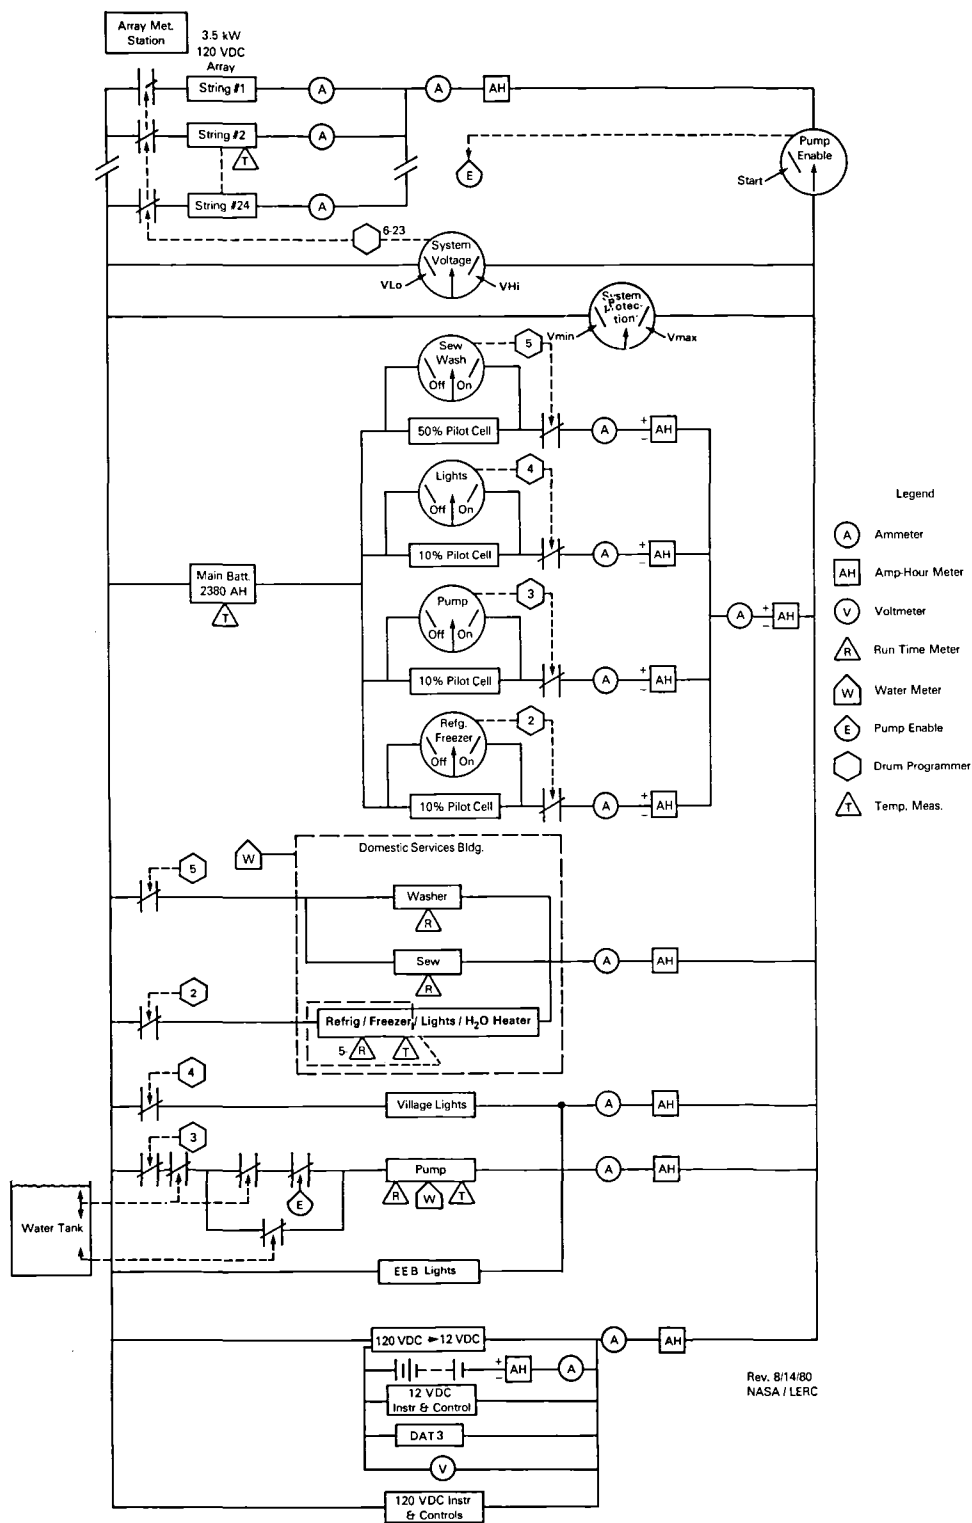 Array Met.
Station
3.5 kW
120 VDC
Array
String #1
A
A
AH
String #2
A
T
E
Pump
Enable
Start
String #24
A
6-23
System
Voltage
VLo
VHi
System
Protec-
tion
Vmin
Vmax
Sew
Wash
Off
On
5
50% Pilot Cell
A
+
–
AH
Lights
Off
On
4
10% Pilot Cell
A
+
–
AH
Main Batt.
2380 AH
T
Pump
Off
On
3
10% Pilot Cell
A
+
–
AH
A
+
–
AH
Refg.
Freezer
Off
On
2
10% Pilot Cell
A
+
–
AH
Legend
A Ammeter
AH Amp-Hour Meter
V Voltmeter
R Run Time Meter
W Water Meter
E Pump Enable
Drum Programmer
T Temp. Meas.
W
Domestic Services Bldg.
5
Washer
R
Sew
R
A
AH
2
Refrig / Freezer / Lights / H2O Heater
5
R
T
4
Village Lights
A
AH
3
E
Pump
R
W
T
A
AH
Water Tank
EEB Lights
120 VDC 12 VDC
A
AH
+
–
AH
A
12 VDC
Instr & Control
DAT 3
V
120 VDC Instr
& Controls
Rev. 8/14/80
NASA / LERC